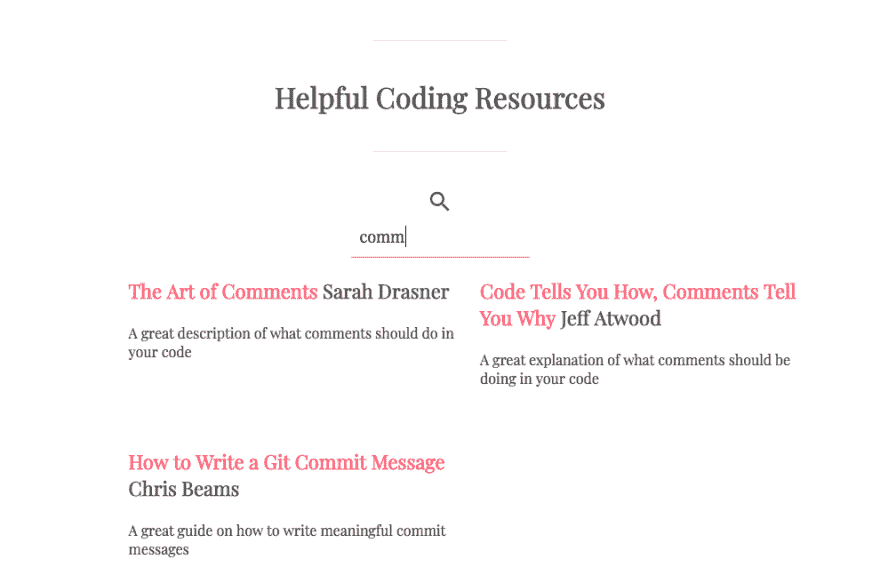 Helpful Coding Resources
comm
The Art of Comments Sarah Drasner
A great description of what comments should do in
your code
Code Tells You How, Comments Tell
You Why Jeff Atwood
A great explanation of what comments should be
doing in your code
How to Write a Git Commit Message
Chris Beams
A great guide on how to write meaningful commit
messages